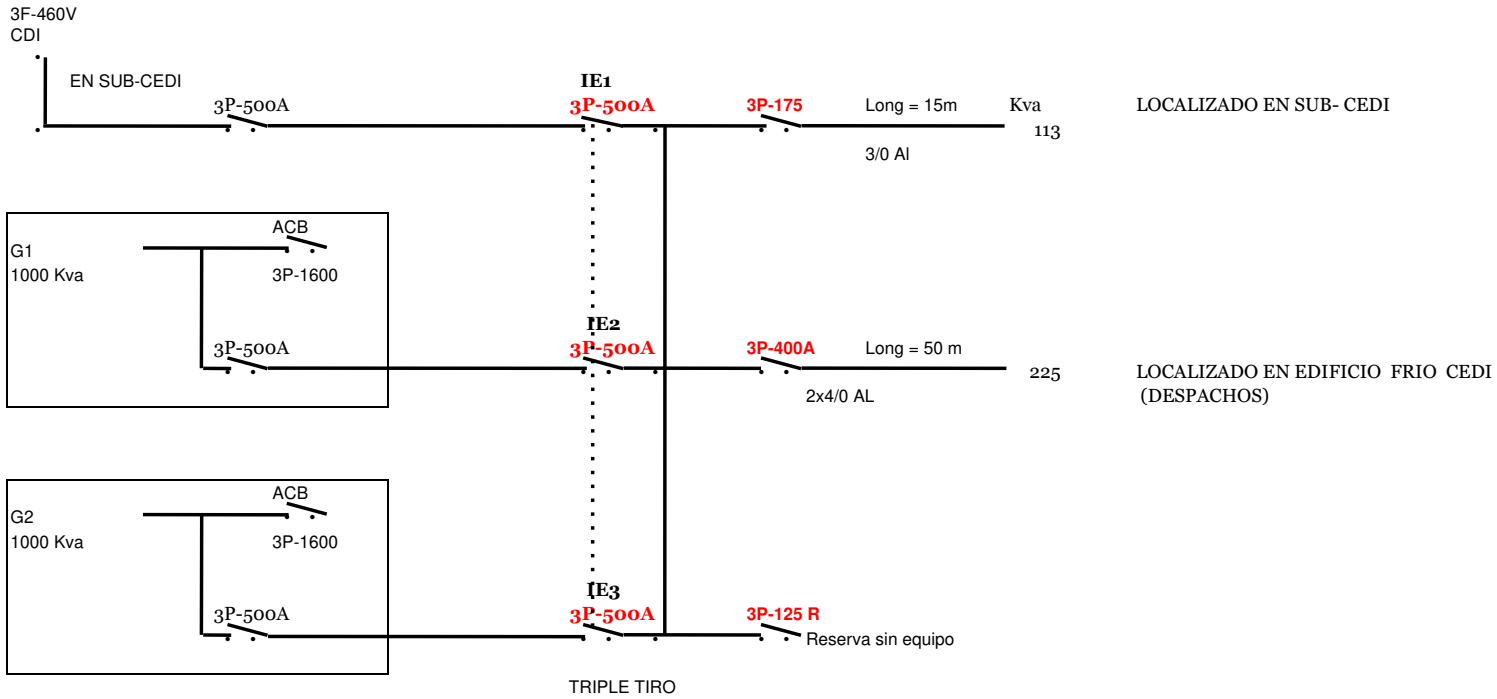 3F-460V
CDI
EN SUB-CEDI
3P-500A
IE1
3P-500A
3P-175
Long = 15m
Kva
113
LOCALIZADO EN SUB- CEDI
3/0 Al
G1
1000 Kva
ACB
3P-1600
3P-500A
IE2
3P-500A
3P-400A
Long = 50 m
225
LOCALIZADO EN EDIFICIO FRIO CEDI
(DESPACHOS)
2x4/0 AL
G2
1000 Kva
ACB
3P-1600
3P-500A
IE3
3P-500A
3P-125 R
Reserva sin equipo
TRIPLE TIRO